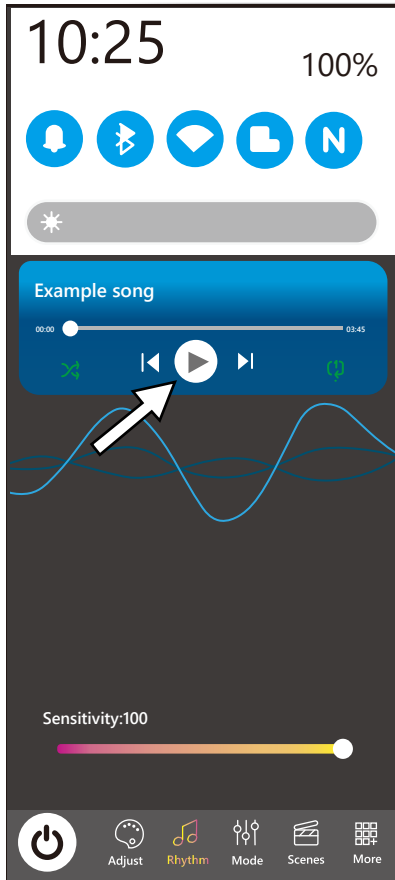 10:25
100%
N
Example song
00:00
03:45
Sensitivity:100
Adjust
Rhythm
Mode
Scenes
More